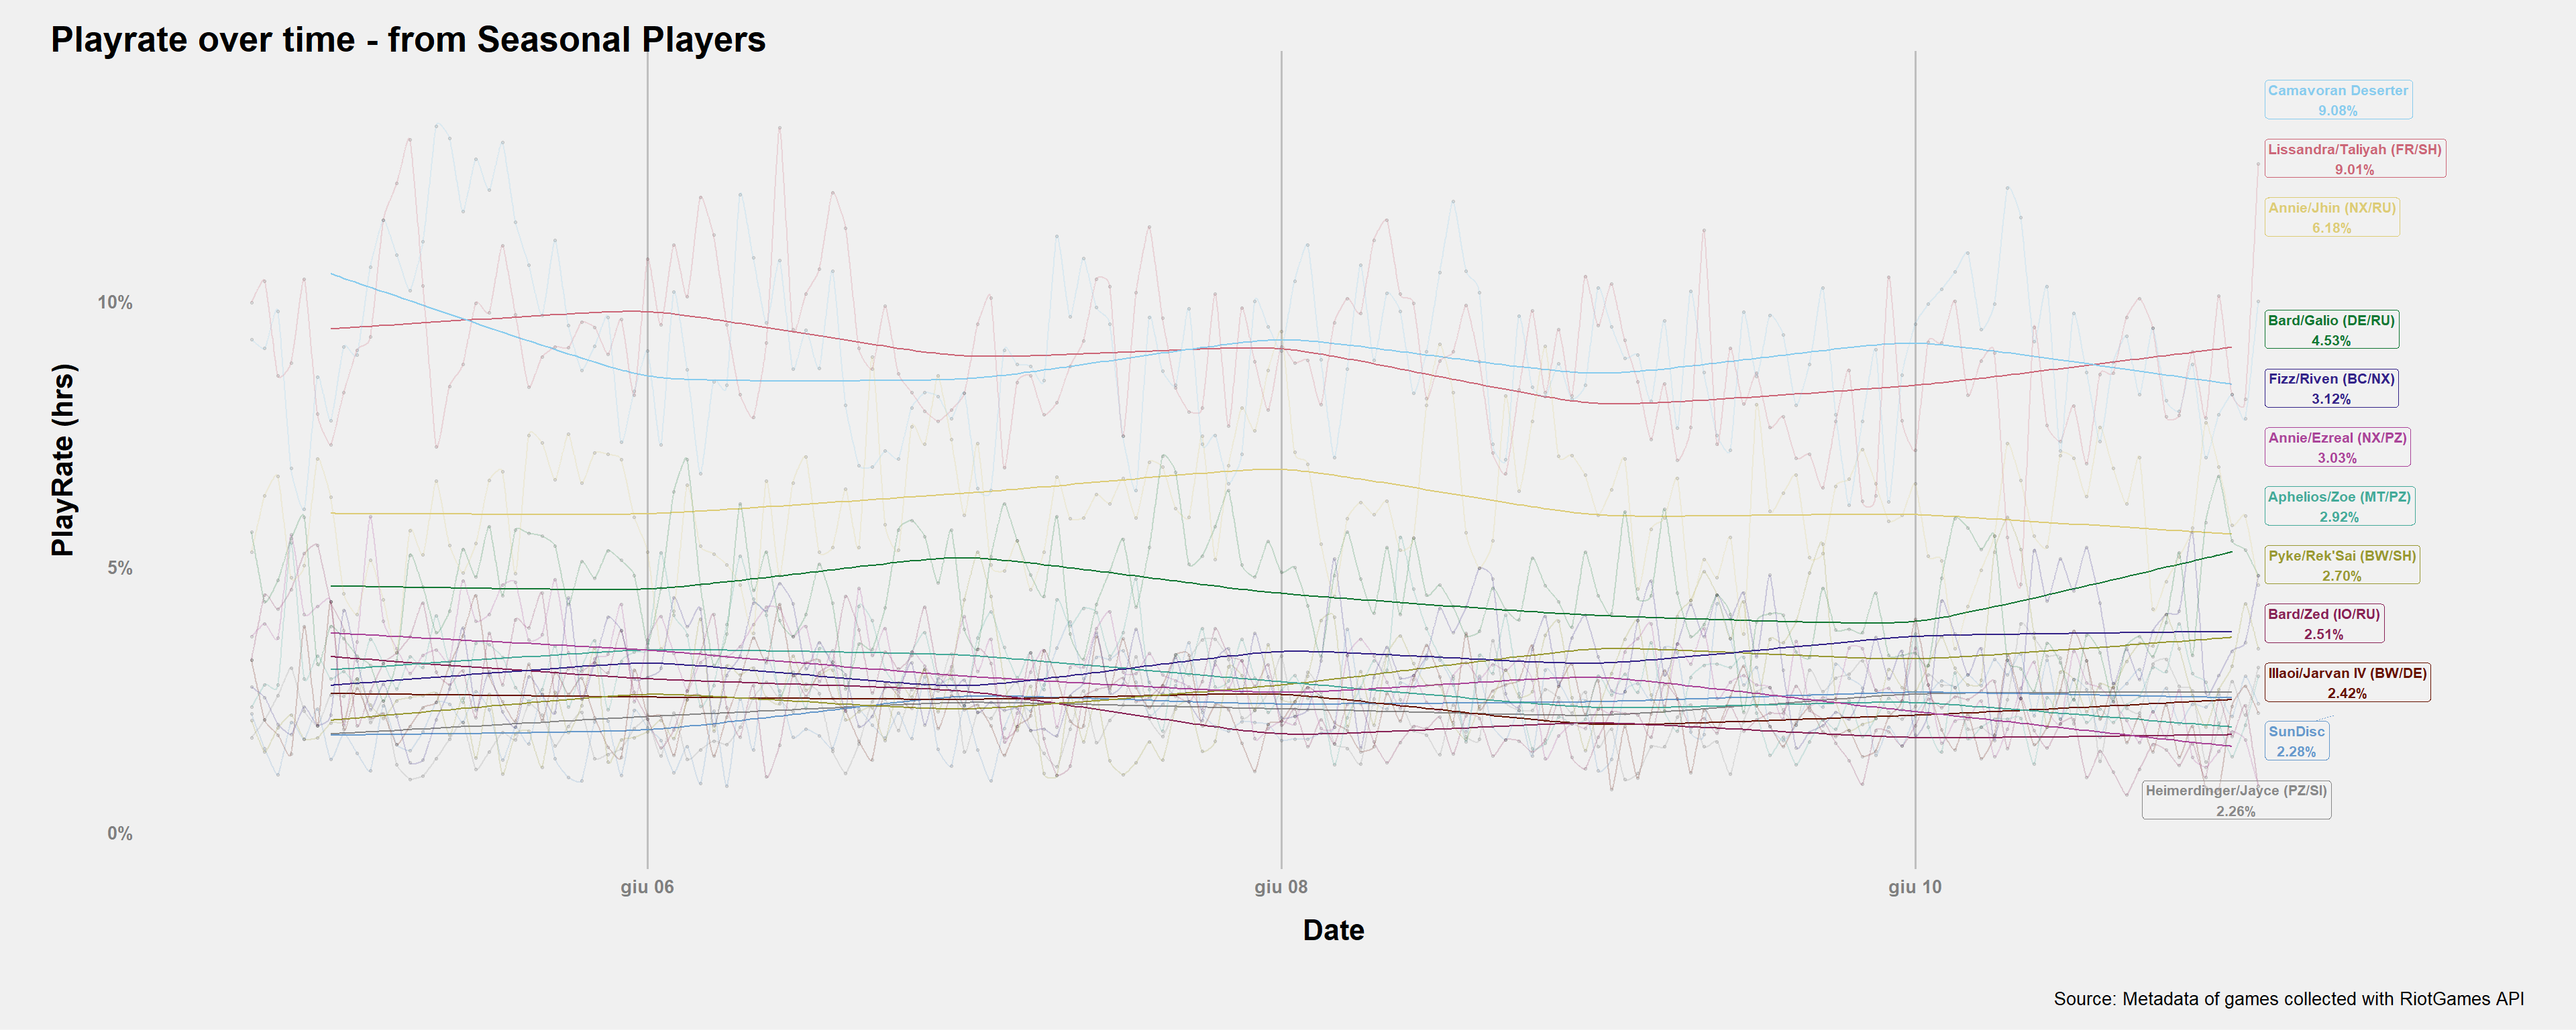 Playrate over time - from Seasonal Players
Camavoran Deserter
9.08%
Lissandra/Taliyah (FR/SH)
9.01%
Annie/Jhin (NX/RU)
6.18%
Bard/Galio (DE/RU)
4.53%
Fizz/Riven (BC/NX)
3.12%
Annie/Ezreal (NX/PZ)
3.03%
Aphelios/Zoe (MT/PZ)
2.92%
Pyke/Rek'Sai (BW/SH)
2.70%
Bard/Zed (IO/RU)
2.51%
Illaoi/Jarvan IV (BW/DE)
2.42%
SunDisc
2.28%
Heimerdinger/Jayce (PZ/SI)
2.26%
PlayRate (hrs)
10%
5%
0%
giu 06
giu 08
giu 10
Date
Source: Metadata of games collected with RiotGames API